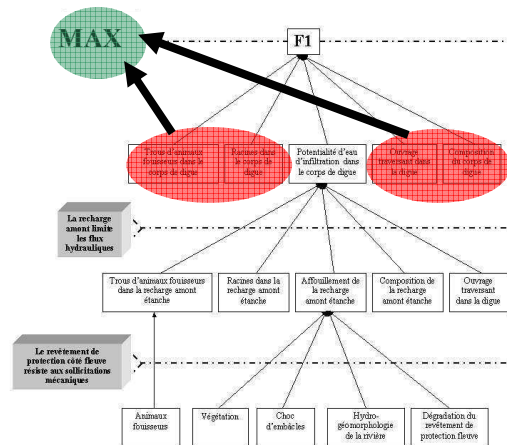 MAX
F1
Trous d'animaux
fouisseurs dans le
corps de digue
Racines dans
le corps de
digue
Potentialité d'eau
d'infiltration dans
le corps de digue
Ouvrage
traversant dans
la digue
Composition
du corps de
digue
La recharge
amont limite
les flux
hydrauliques
Trous d'animaux fouisseurs
dans la recharge amont
étanche
Racines dans la
recharge amont
étanche
Affouillement de
la recharge
amont étanche
Composition de
la recharge
amont étanche
Ouvrage
traversant
dans la digue
Le revêtement de
protection côté fleuve
résiste aux sollicitations
mécaniques
Animaux
fouisseurs
Végétation
Choc
d'embâcles
Hydro-
géomorphologie
de la rivière
Dégradation du
revêtement de
protection fleuve